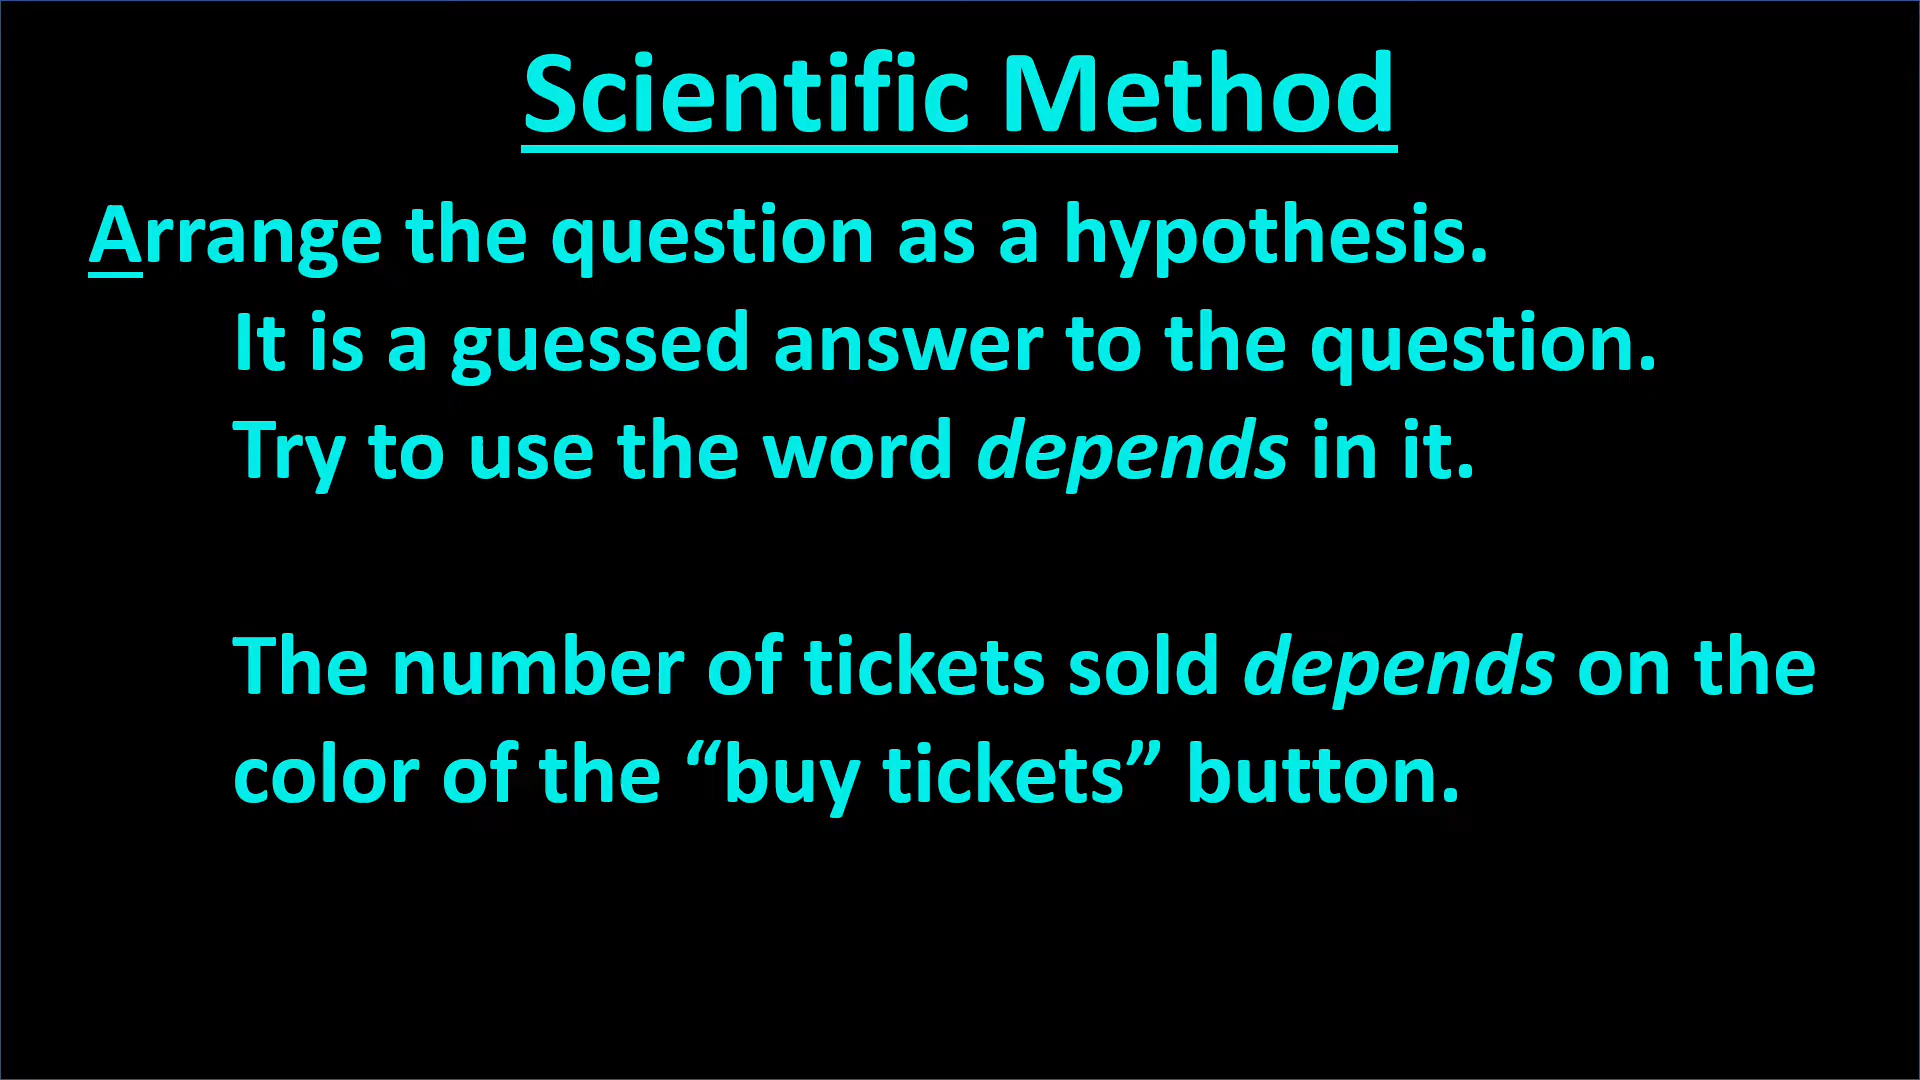 Scientific Method
Arrange the question as a hypothesis.
It is a guessed answer to the question.
Try to use the word depends in it.
The number of tickets sold depends on the
color of the “buy tickets” button.